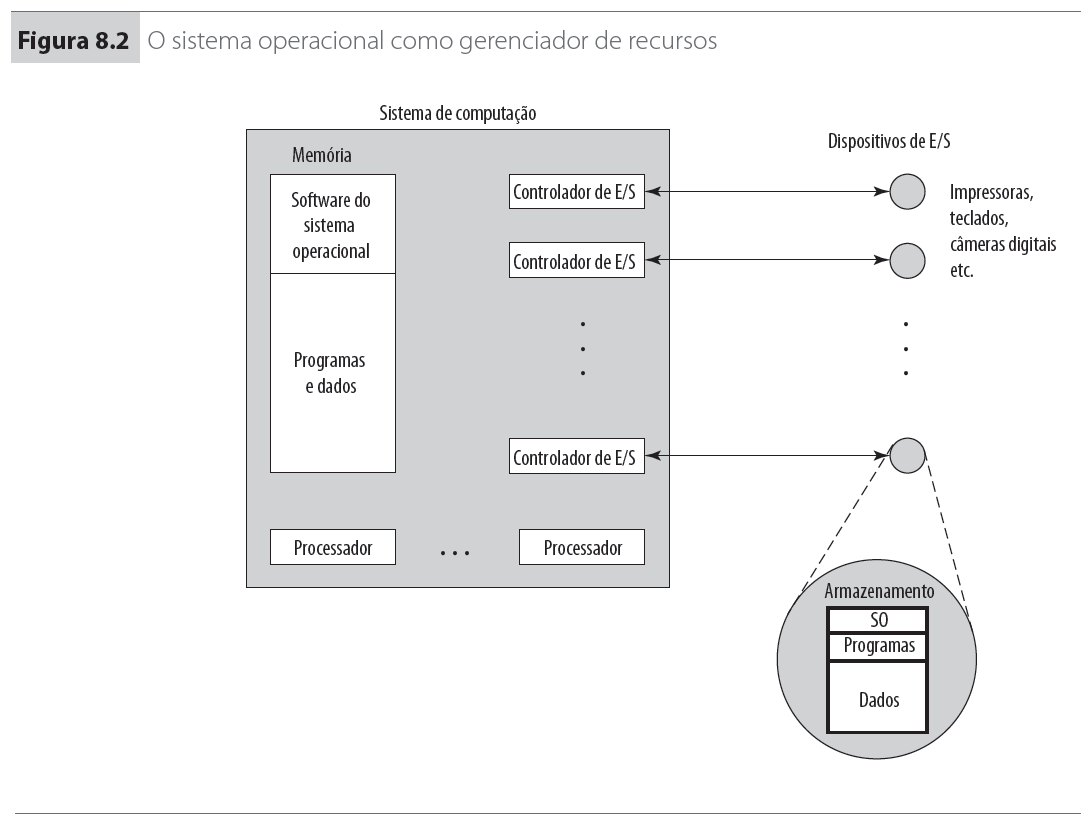 Figura 8.2 O sistema operacional como gerenciador de recursos
Sistema de computação
Memória
Software do
sistema
operacional
Programas
e dados
Controlador de E/S
Controlador de E/S
Controlador de E/S
Processador
Processador
Dispositivos de E/S
Impressoras,
teclados,
câmeras digitais
etc.
Armazenamento
SO
Programas
Dados